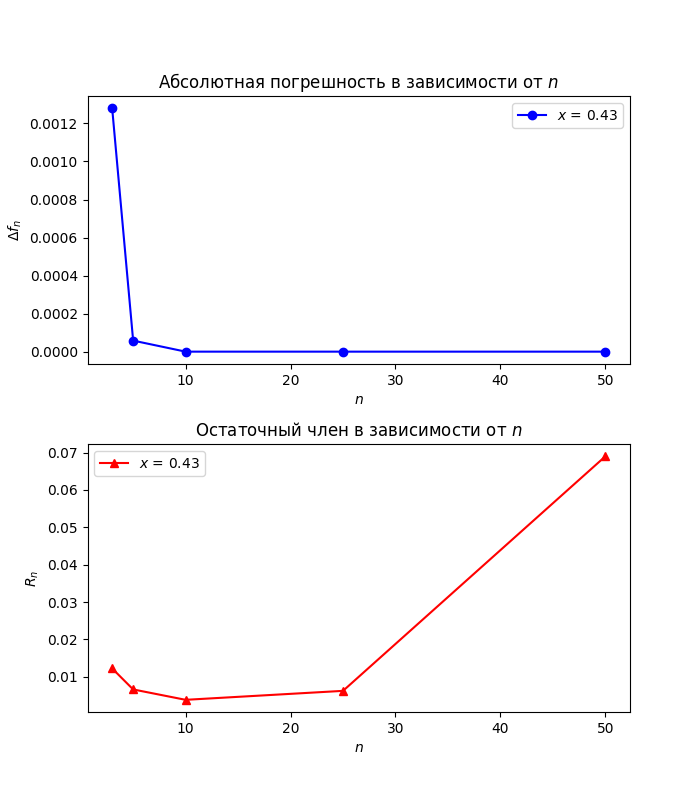 Абсолютная погрешность в зависимости от n
x = 0.43
0.0012
0.0010
0.0008
0.0006
0.0004
0.0002
0.0000
Δfₙ
10 20 30 40 50
n
Остаточный член в зависимости от n
x = 0.43
0.07
0.06
0.05
0.04
0.03
0.02
0.01
Rₙ
10 20 30 40 50
n